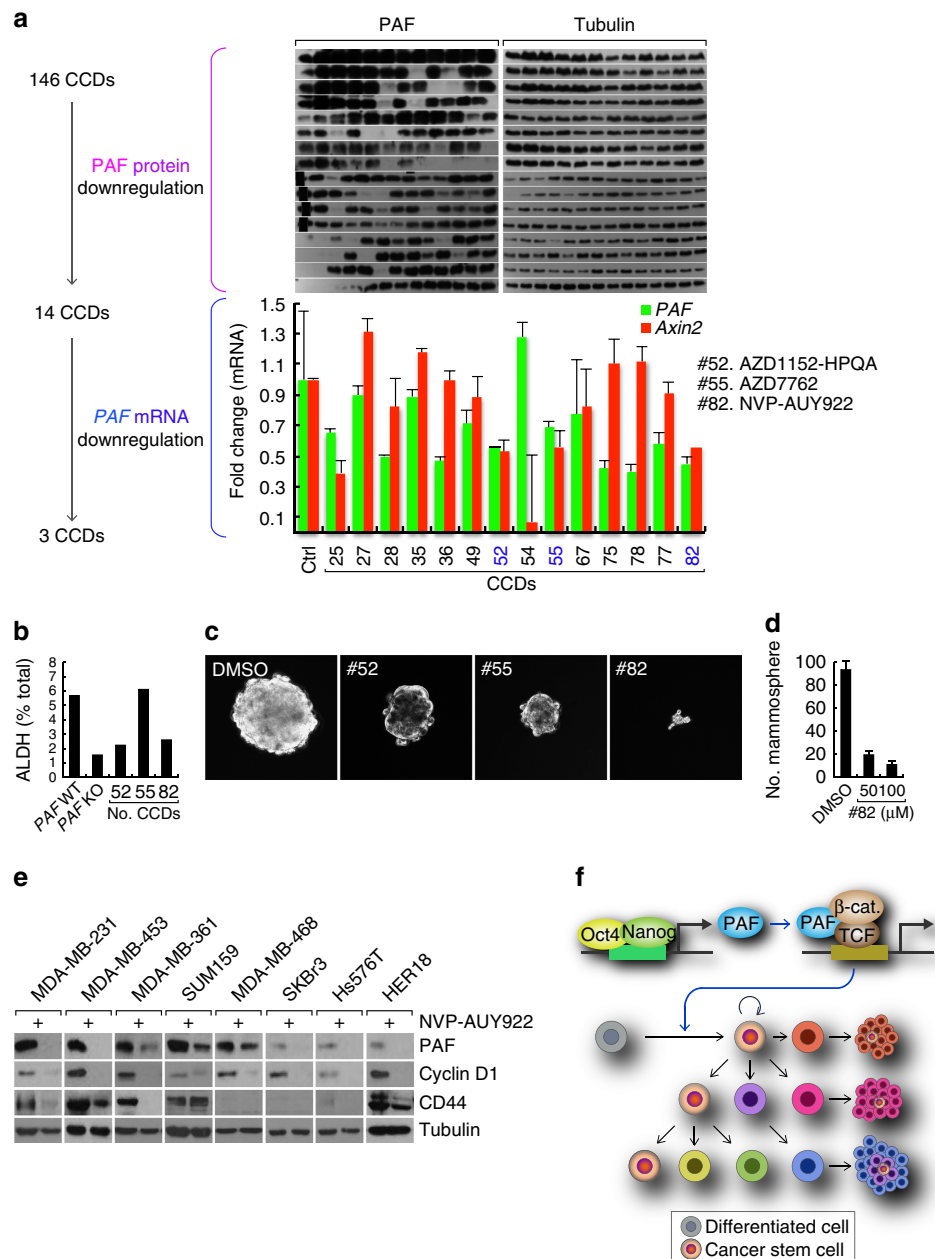 a
PAF Tubulin
146 CCDs
PAF protein
downregulation
14 CCDs
PAF mRNA
downregulation
3 CCDs
Fold change (mRNA)
1.5
1.3
1.1
0.9
0.7
0.5
0.3
0.1
PAF
Axin2
#52. AZD1152-HPQA
#55. AZD7762
#82. NVP-AUY922
Ctrl 25 27 28 35 36 49 52 54 55 67 75 78 77 82
CCDs
b
ALDH (% total)
8
7
6
5
4
3
2
1
0
PAF WT PAF KO 52 55 82
No. CCDs
c
DMSO #52 #55 #82
d
No. mammosphere
100
80
60
40
20
0
DMSO 50 100
#82 (μM)
e
MDA-MB-231 MDA-MB-453 MDA-MB-361 SUM159 MDA-MB-468 SKBr3 Hs576T HER18
+ + + + + + + + NVP-AUY922
PAF
Cyclin D1
CD44
Tubulin
f
Oct4 Nanog PAF PAF β-cat. TCF
Differentiated cell
Cancer stem cell